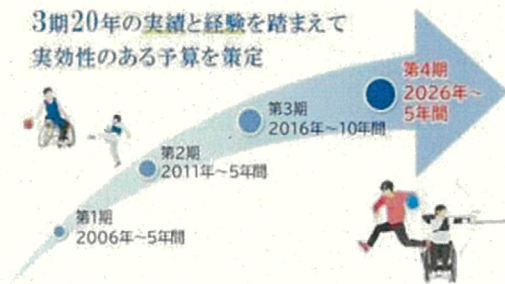 3期20年の実績と経験を踏まえて
実効性のある予算を策定
第4期
2026年～
5年間
第3期
2016年～10年間
第2期
2011年～5年間
第1期
2006年～5年間